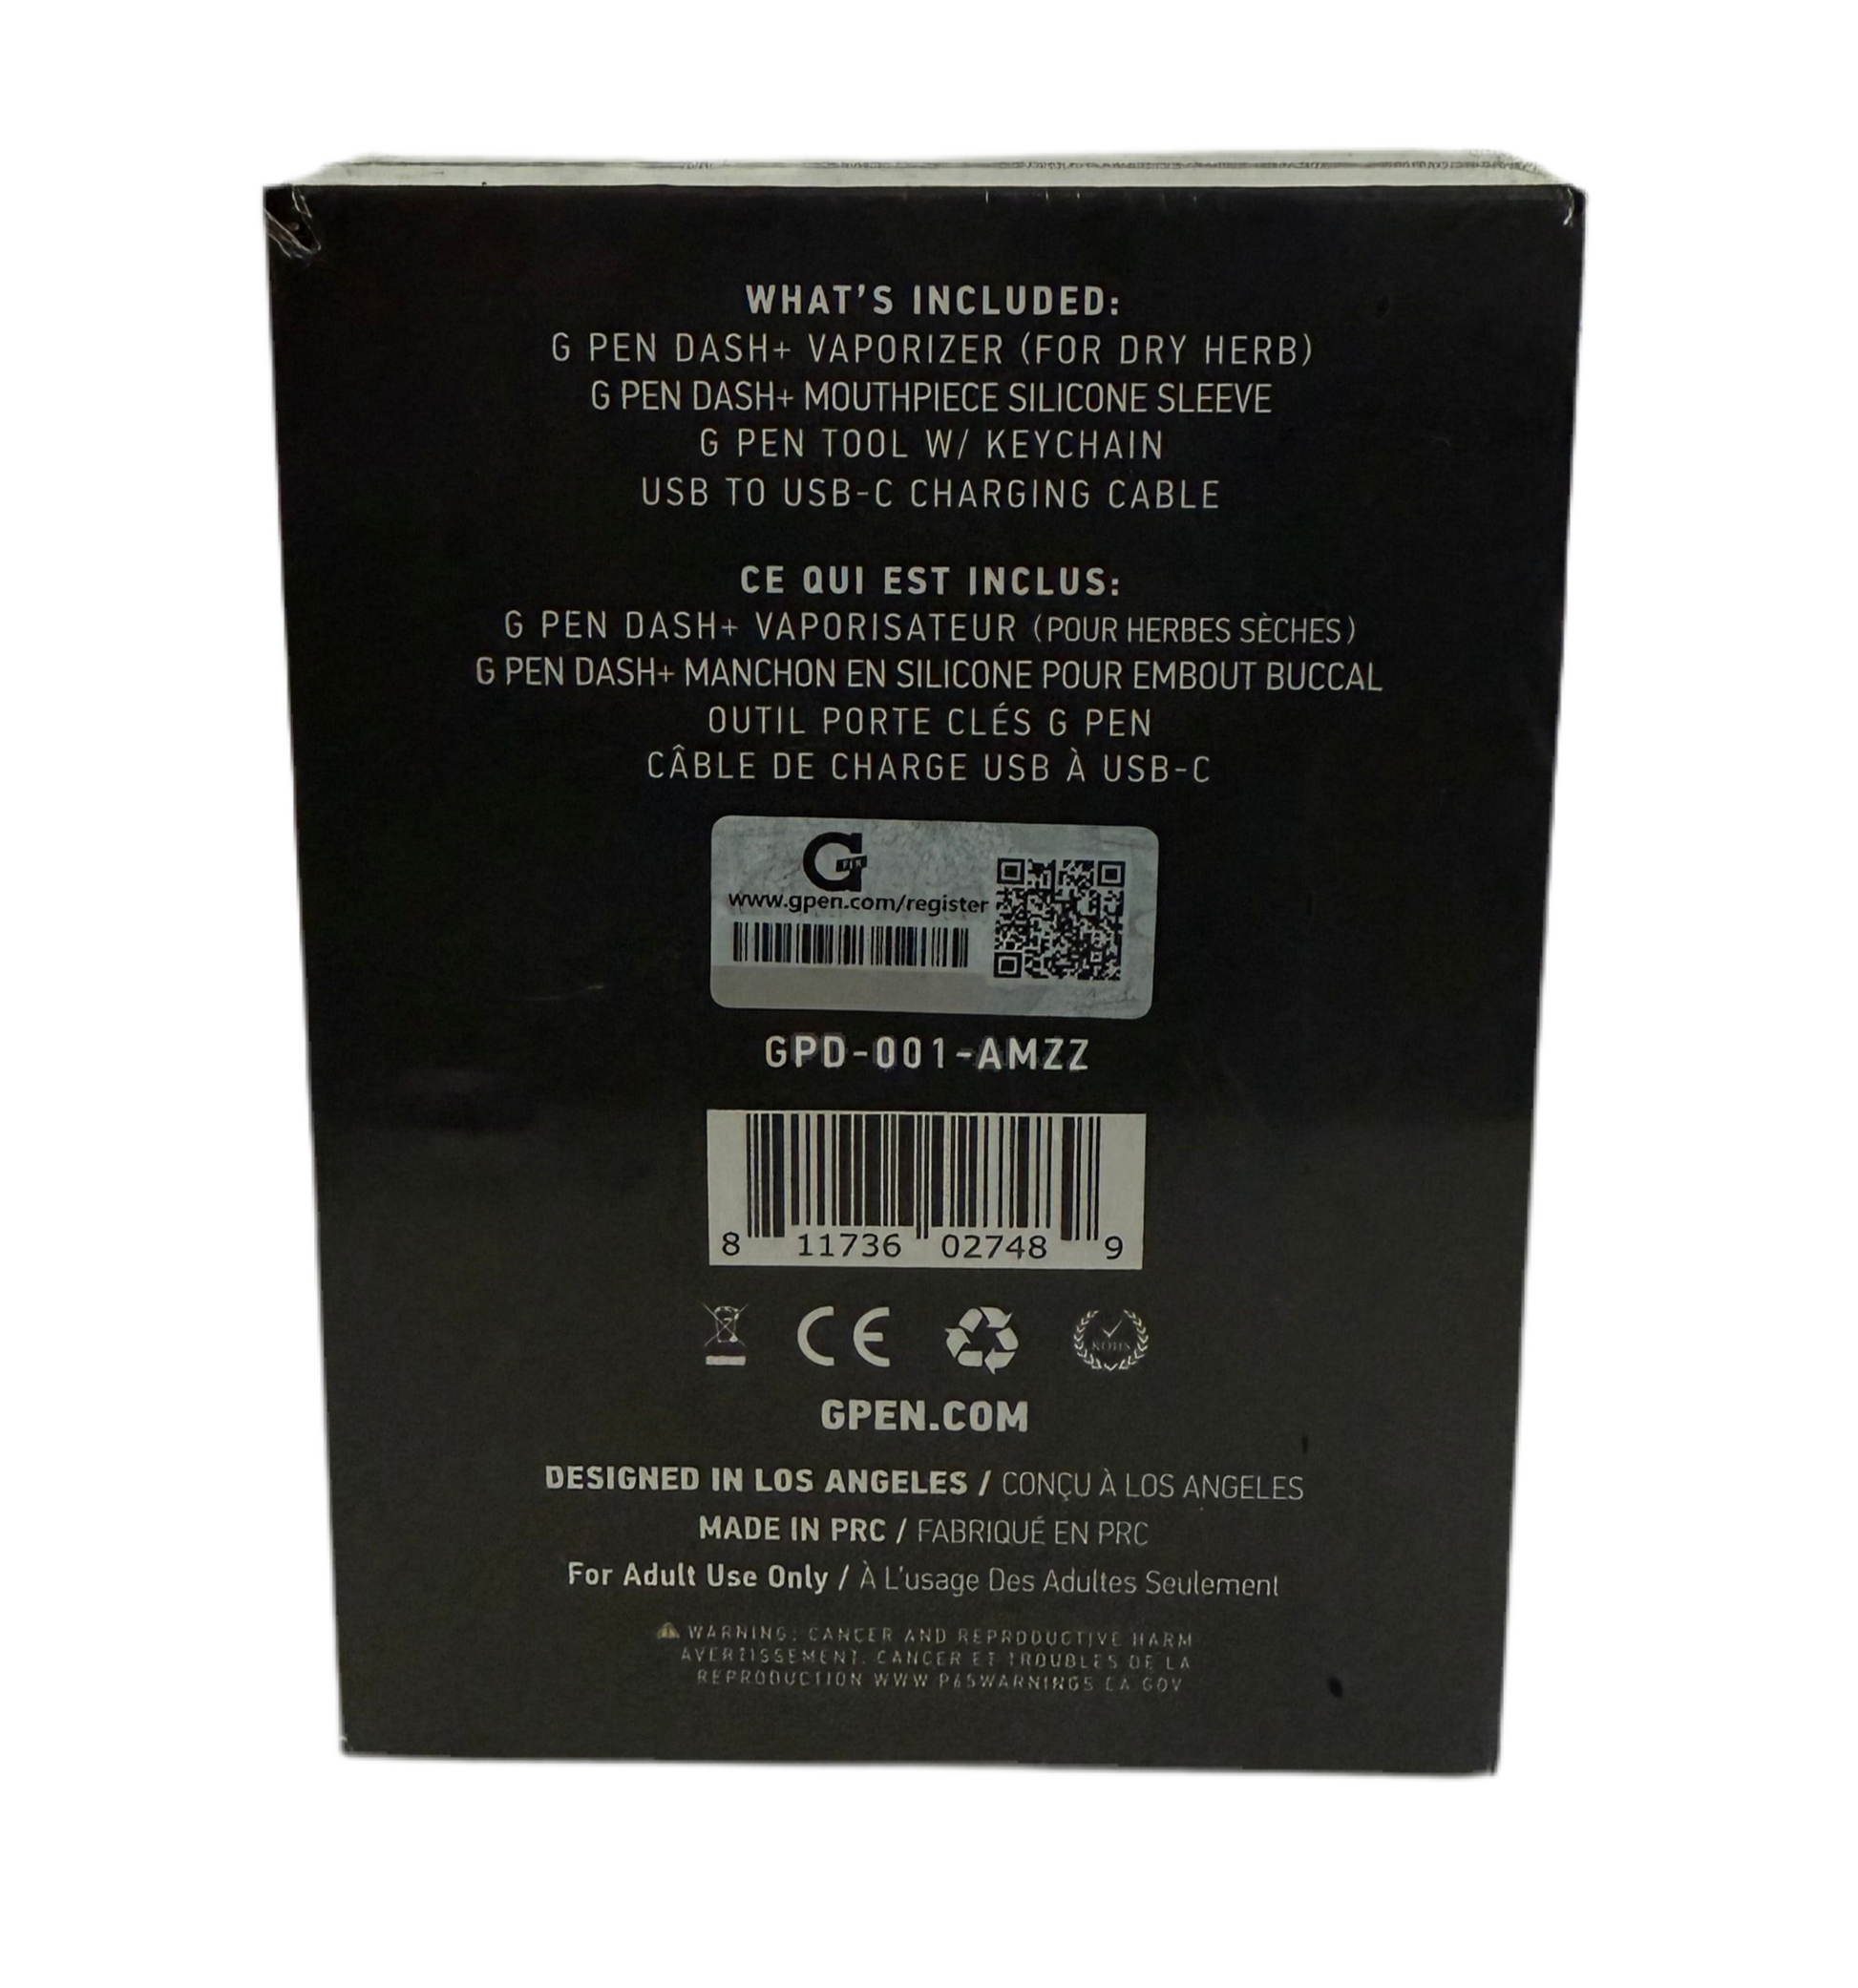 WHAT'S INCLUDED:
G PEN DASH+ VAPORIZER (FOR DRY HERB)
G PEN DASH+ MOUTHPIECE SILICONE SLEEVE
G PEN TOOL W/ KEYCHAIN
USB TO USB-C CHARGING CABLE
CE QUI EST INCLUS:
G PEN DASH+ VAPORISATEUR (POUR HERBES SÈCHES)
G PEN DASH+ MANCHON EN SILICONE POUR EMBOUT BUCCAL
OUTIL PORTE CLÉS G PEN
CÂBLE DE CHARGE USB À USB-C
G PEN
www.gpen.com/register
GPD-001-AMZZ
8 11736 02748 9
CE
GPEN.COM
DESIGNED IN LOS ANGELES / CONÇU À LOS ANGELES
MADE IN PRC / FABRIQUÉ EN PRC
For Adult Use Only / À L'usage Des Adultes Seulement
WARNING: CANCER AND REPRODUCTIVE HARM
AVERTISSEMENT. CANCER ET TROUBLES DE LA
REPRODUCTION WWW P65WARNINGS CA GOV